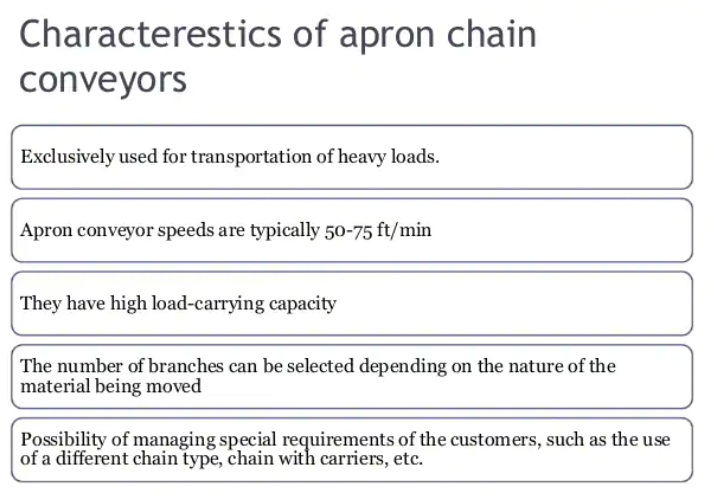 Characterestics of apron chain
conveyors
Exclusively used for transportation of heavy loads.
Apron conveyor speeds are typically 50-75 ft/min
They have high load-carrying capacity
The number of branches can be selected depending on the nature of the
material being moved
Possibility of managing special requirements of the customers, such as the use
of a different chain type, chain with carriers, etc.